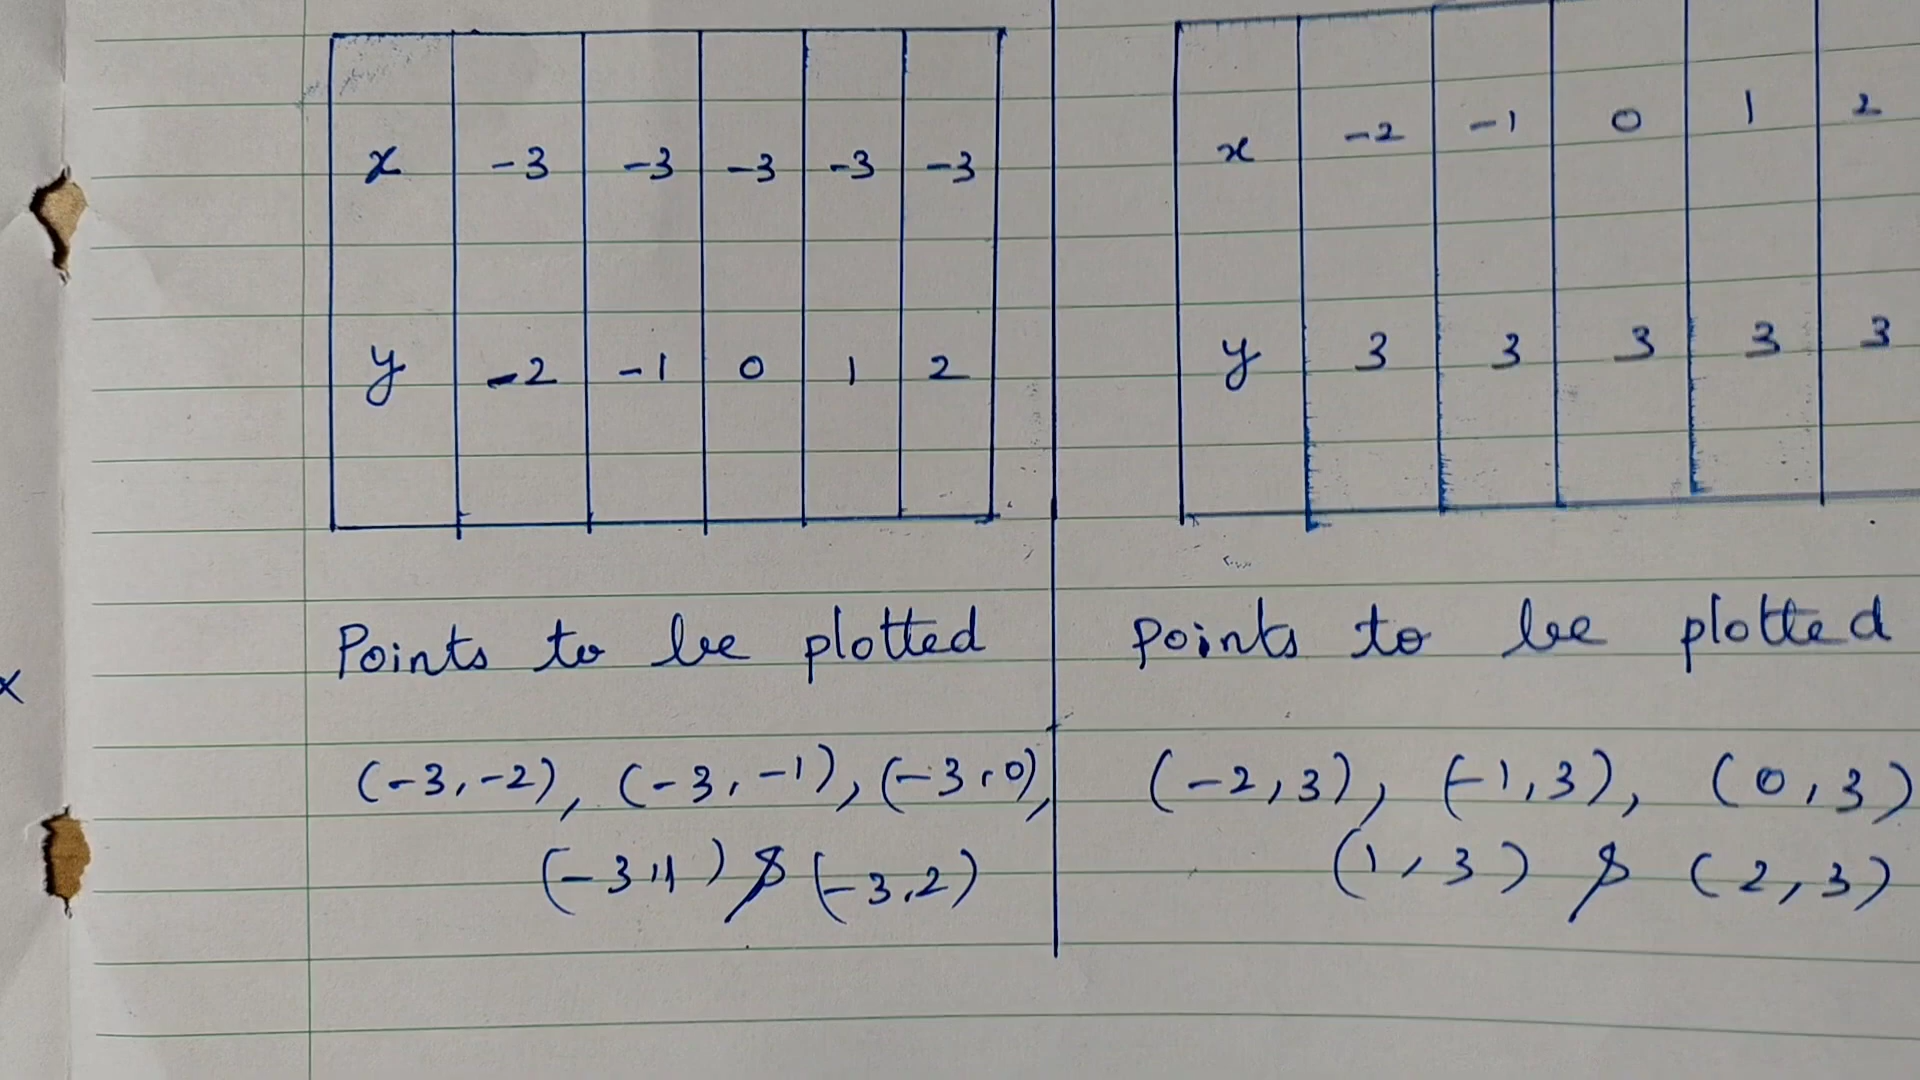 x -3 -3 -3 -3 -3
y -2 -1 0 1 2
Points to be plotted
(-3,-2), (-3,-1), (-3,0),
(-3,1) & (-3,2)
x -2 -1 0 1 2
y 3 3 3 3 3
Points to be plotted
(-2,3), (-1,3), (0,3)
(1,3) & (2,3)
x